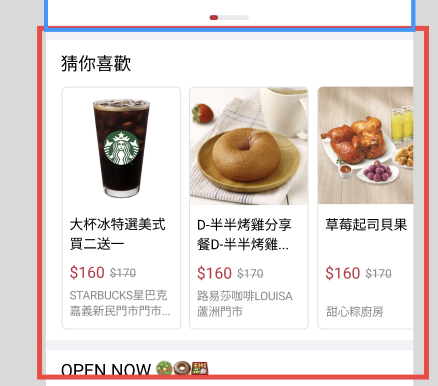 猜你喜歡
大杯冰特選美式
買二送一
$160 $170
STARBUCKS星巴克
嘉義新民門市門市...
D-半半烤雞分享
餐D-半半烤雞...
$160 $170
路易莎咖啡LOUISA
蘆洲門市
草莓起司貝果
$160 $170
甜心粽廚房
OPEN NOW